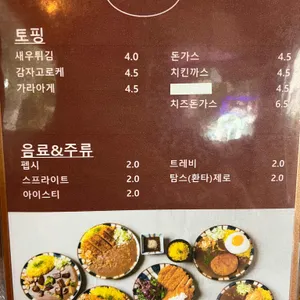 토핑
새우튀김 4.0
감자고로케 4.5
가라아게 4.5
돈가스 4.5
치킨까스 4.5
4.5
치즈돈가스 6.5
음료&주류
펩시 2.0
스프라이트 2.0
아이스티 2.0
트레비 2.0
탐스(환타)제로 2.0